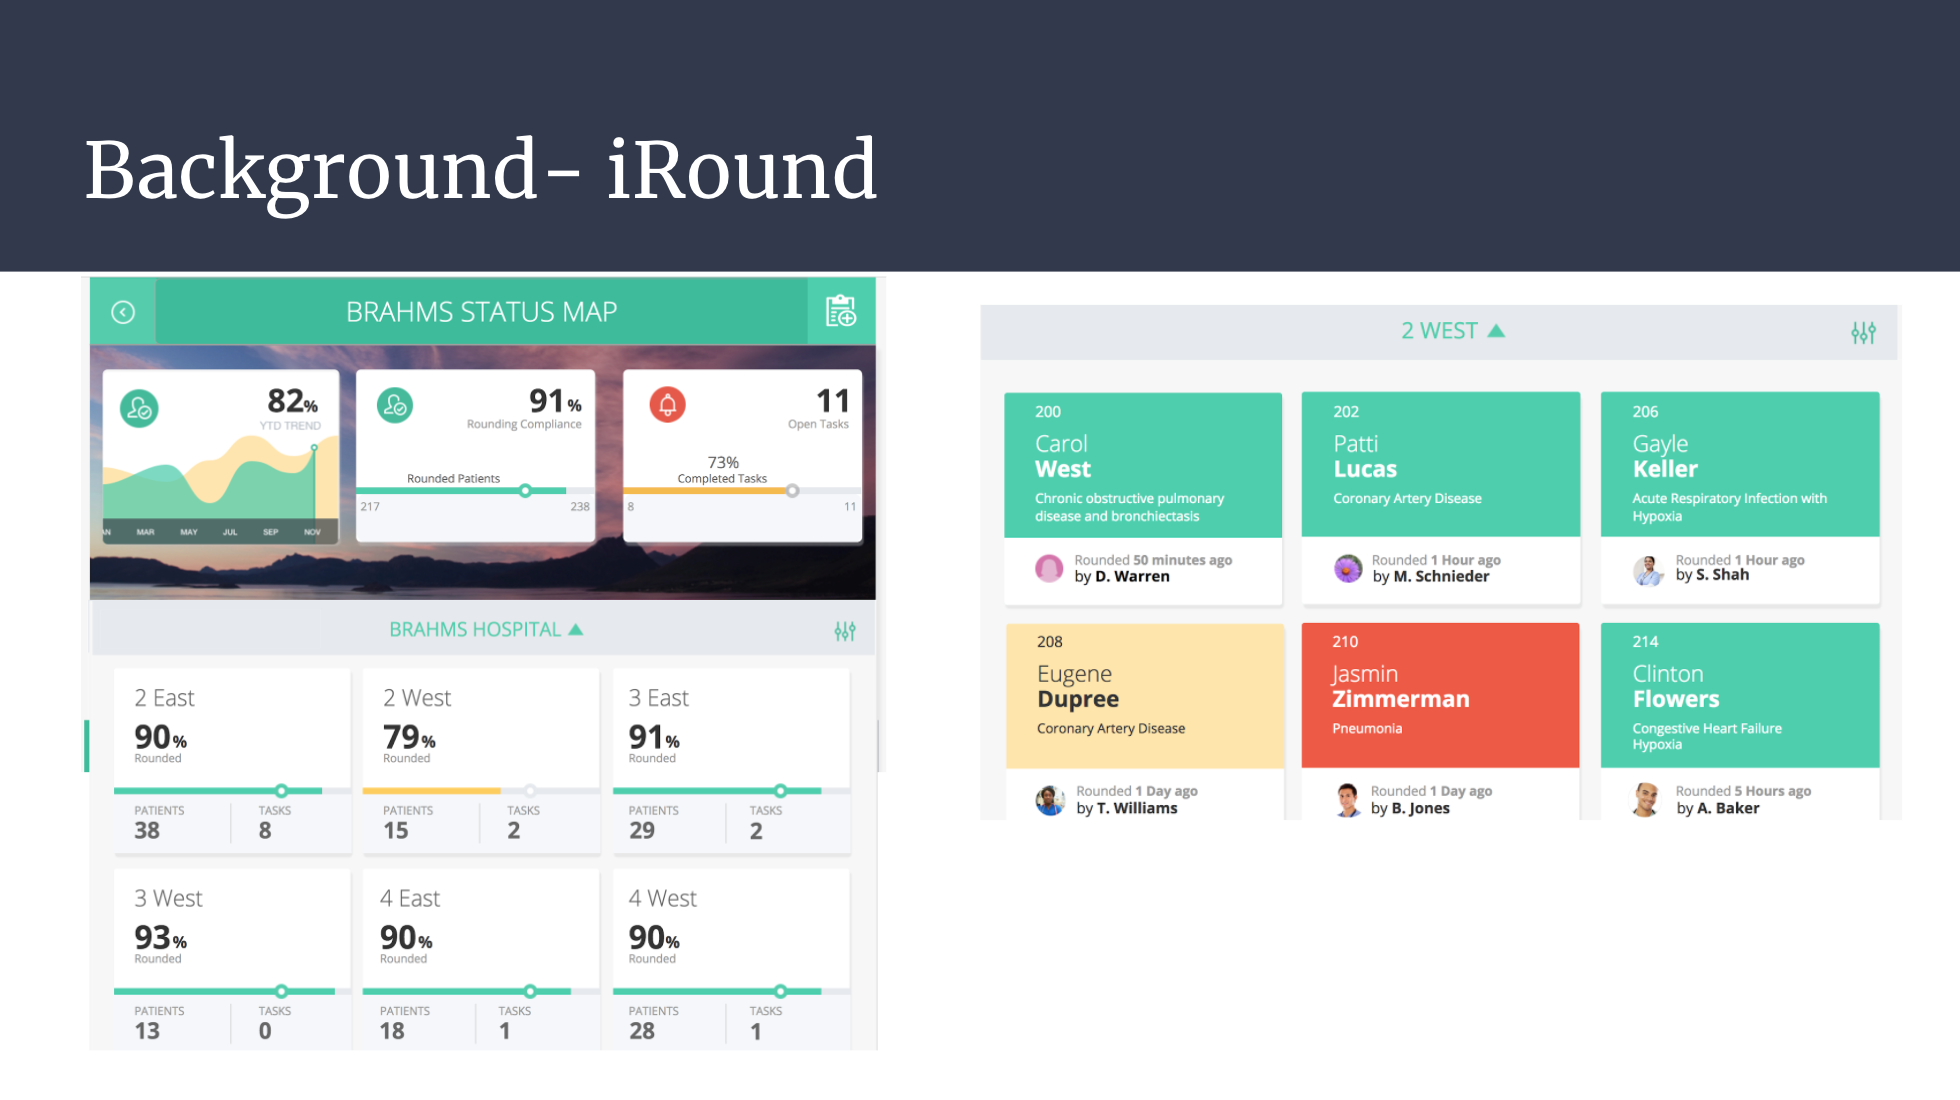 Background- iRound
BRAHMS STATUS MAP
82%
YTD TREND
MAR MAY JUL SEP NOV
91%
Rounding Compliance
Rounded Patients
217 238
11
Open Tasks
73%
Completed Tasks
8 11
BRAHMS HOSPITAL
2 East
90%
Rounded
PATIENTS TASKS
38 8
2 West
79%
Rounded
PATIENTS TASKS
15 2
3 East
91%
Rounded
PATIENTS TASKS
29 2
3 West
93%
Rounded
PATIENTS TASKS
13 0
4 East
90%
Rounded
PATIENTS TASKS
18 1
4 West
90%
Rounded
PATIENTS TASKS
28 1
2 WEST
200
Carol
West
Chronic obstructive pulmonary
disease and bronchiectasis
Rounded 50 minutes ago
by D. Warren
202
Patti
Lucas
Coronary Artery Disease
Rounded 1 Hour ago
by M. Schnieder
206
Gayle
Keller
Acute Respiratory Infection with
Hypoxia
Rounded 1 Hour ago
by S. Shah
208
Eugene
Dupree
Coronary Artery Disease
Rounded 1 Day ago
by T. Williams
210
Jasmin
Zimmerman
Pneumonia
Rounded 1 Day ago
by B. Jones
214
Clinton
Flowers
Congestive Heart Failure
Hypoxia
Rounded 5 Hours ago
by A. Baker